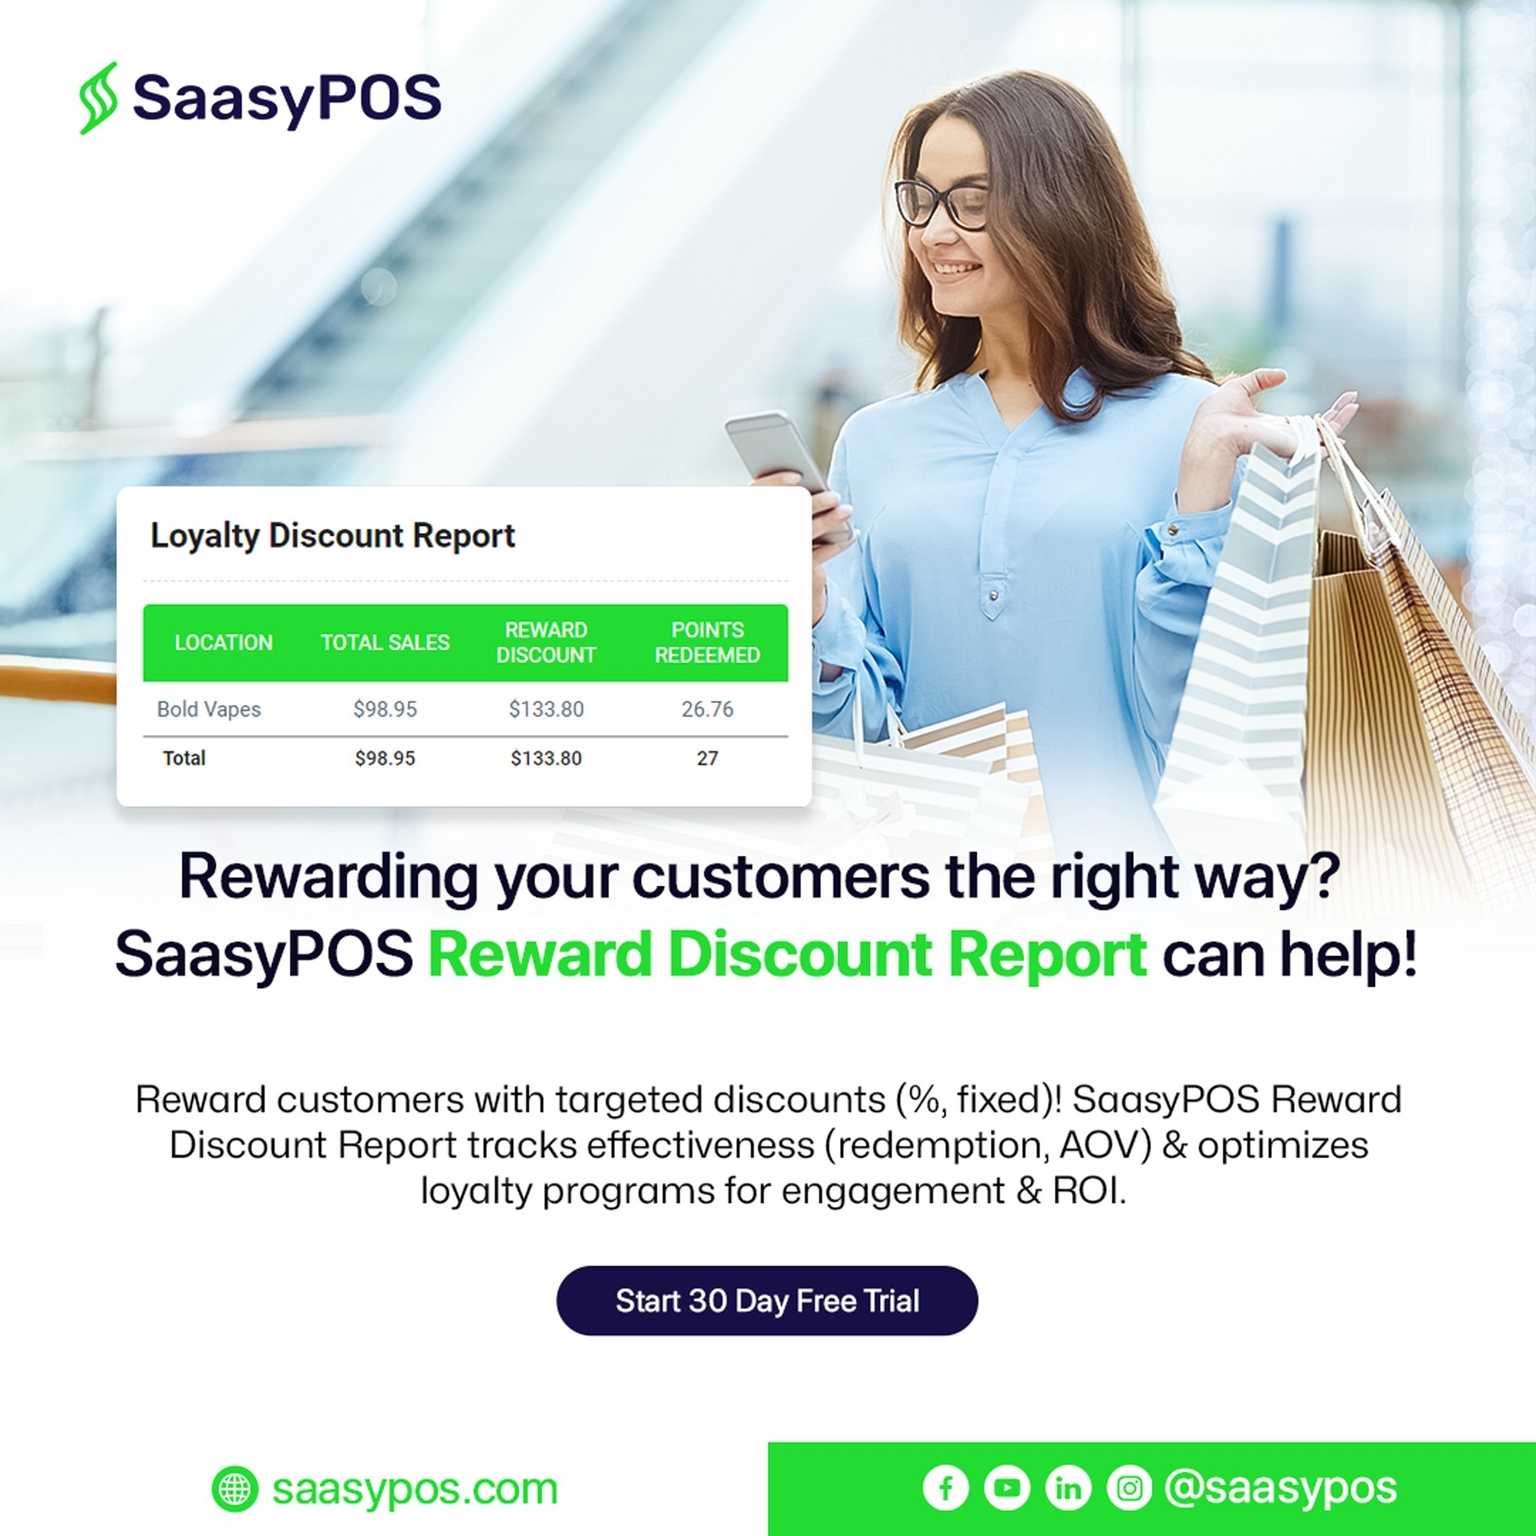 SaasyPOS
Loyalty Discount Report
LOCATION TOTAL SALES REWARD DISCOUNT POINTS REDEEMED
Bold Vapes $98.95 $133.80 26.76
Total $98.95 $133.80 27
Rewarding your customers the right way?
SaasyPOS Reward Discount Report can help!
Reward customers with targeted discounts (%, fixed)! SaasyPOS Reward
Discount Report tracks effectiveness (redemption, AOV) & optimizes
loyalty programs for engagement & ROI.
Start 30 Day Free Trial
saasypos.com
@saasypos